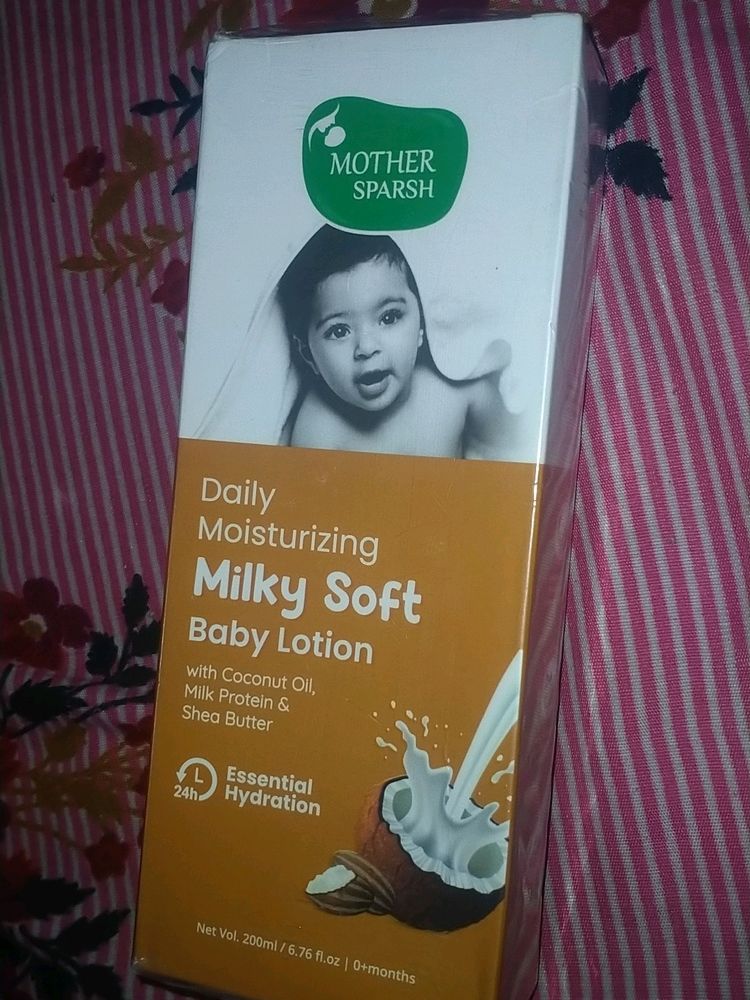 MOTHER
SPARSH
Daily
Moisturizing
Milky Soft
Baby Lotion
with Coconut Oil,
Milk Protein &
Shea Butter
24h
Essential
Hydration
Net Vol. 200ml / 6.76 fl.oz | 0+months